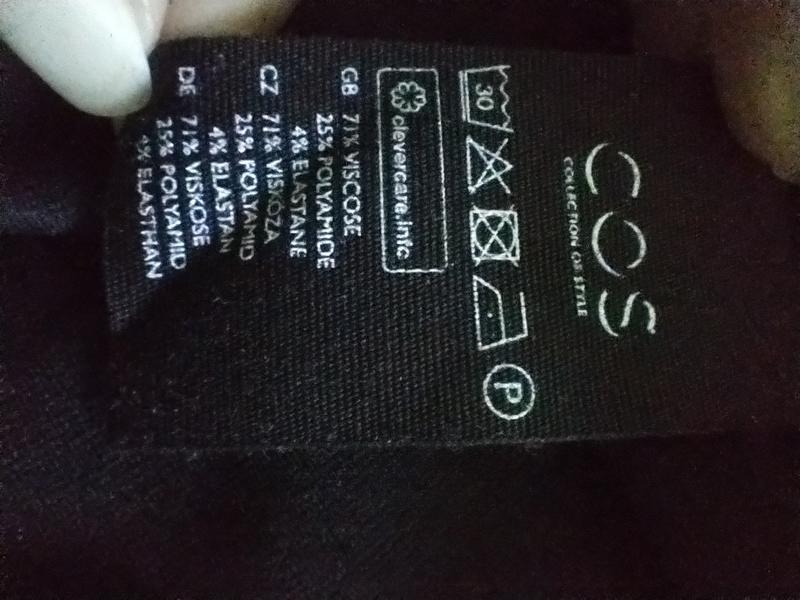 COS
COLLECTION OF STYLE
30
P
clevercare.info
GB 71% VISCOSE
25% POLYAMIDE
4% ELASTANE
CZ 71% VISKÓZA
25% POLYAMID
4% ELASTAN
DE 71% VISKOSE
25% POLYAMID
4% ELASTHAN